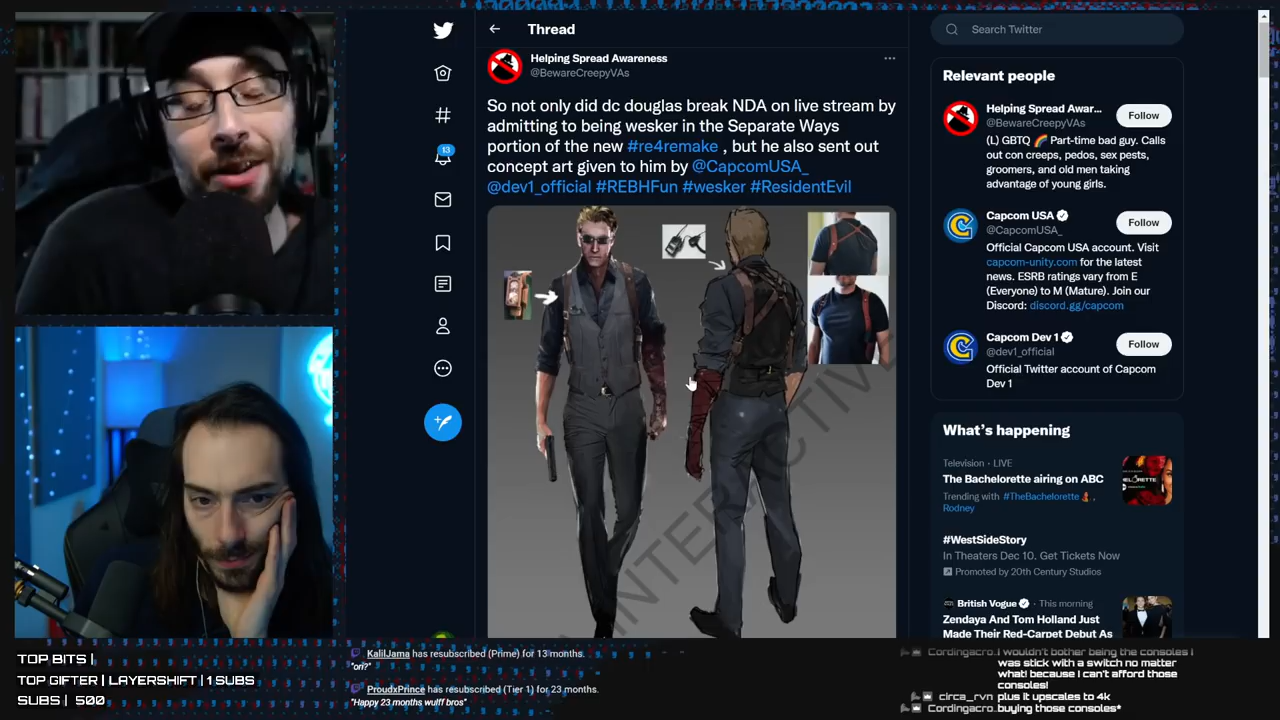 Thread
Helping Spread Awareness
@BewareCreepyVAs
So not only did dc douglas break NDA on live stream by
admitting to being wesker in the Separate Ways
portion of the new #re4remake , but he also sent out
concept art given to him by @CapcomUSA_
@dev1_official #REBHFun #wesker #ResidentEvil
INTERACTIVE
13
Search Twitter
Relevant people
Helping Spread Awar...
@BewareCreepyVAs
Follow
(L) GBTQ 🌈 Part-time bad guy. Calls
out con creeps, pedos, sex pests,
groomers, and old men taking
advantage of young girls.
Capcom USA
@CapcomUSA_
Follow
Official Capcom USA account. Visit
capcom-unity.com for the latest
news. ESRB ratings vary from E
(Everyone) to M (Mature). Join our
Discord: discord.gg/capcom
Capcom Dev 1
@dev1_official
Follow
Official Twitter account of Capcom
Dev 1
What's happening
Television · LIVE
The Bachelorette airing on ABC
Trending with #TheBachelorette 🌹,
Rodney
#WestSideStory
In Theaters Dec 10. Get Tickets Now
Promoted by 20th Century Studios
British Vogue · This morning
Zendaya And Tom Holland Just
Made Their Red-Carpet Debut As
TOP BITS |
TOP GIFTER | LAYERSHIFT | 1 SUBS
SUBS | 500
KalilJama has resubscribed (Prime) for 13 months.
"ori?"
ProudxPrince has resubscribed (Tier 1) for 23 months.
"Happy 23 months wulff bros"
Cordingacro I wouldn't bother being the consoles I
was stick with a switch no matter
what! because I can't afford those
consoles!
circa_rvn plus it upscales to 4k
Cordingacro buying those consoles*